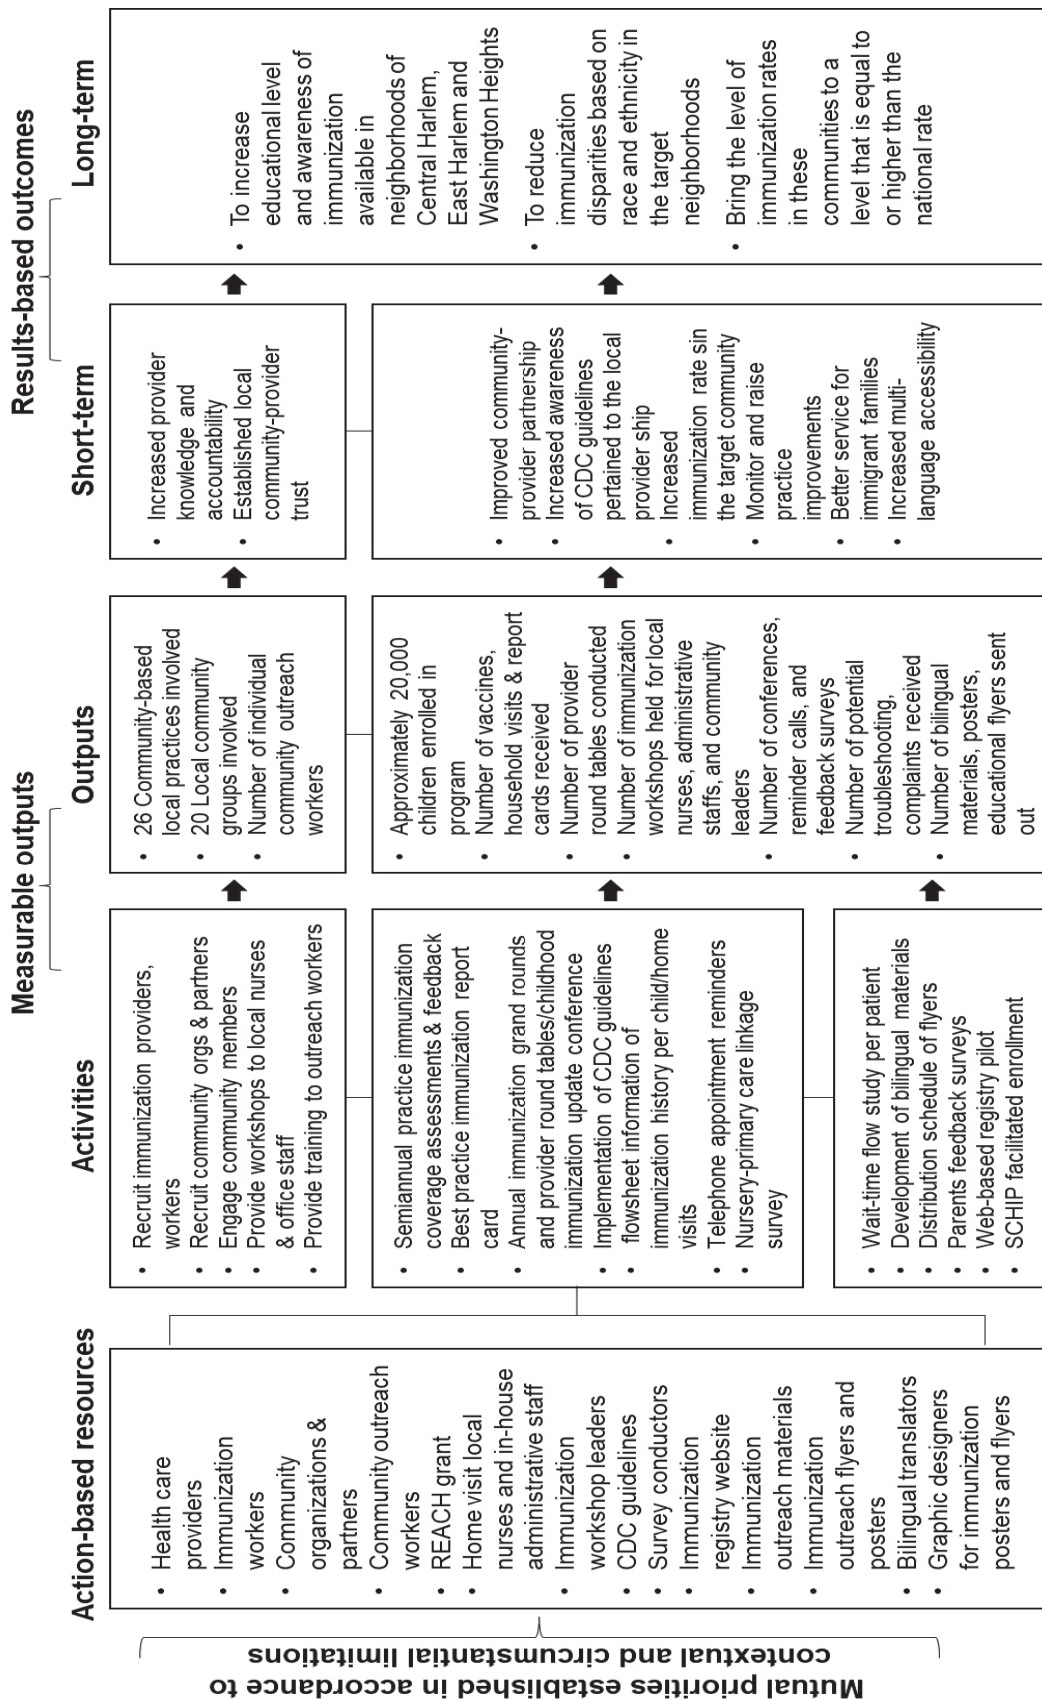 Mutual priorities established in accordance to
contextual and circumstantial limitations
Measurable outputs
Results-based outcomes
Action-based resources
• Health care
providers
• Immunization
workers
• Community
organizations &
partners
• Community outreach
workers
• REACH grant
• Home visit local
nurses and in-house
administrative staff
• Immunization
workshop leaders
• CDC guidelines
• Survey conductors
• Immunization
registry website
• Immunization
outreach materials
• Immunization
outreach flyers and
posters
• Bilingual translators
• Graphic designers
for immunization
posters and flyers
Activities
• Recruit immunization providers,
workers
• Recruit community orgs & partners
• Engage community members
• Provide workshops to local nurses
& office staff
• Provide training to outreach workers
• Semiannual practice immunization
coverage assessments & feedback
• Best practice immunization report
card
• Annual immunization grand rounds
and provider round tables/childhood
immunization update conference
• Implementation of CDC guidelines
• flowsheet information of
immunization history per child/home
visits
• Telephone appointment reminders
• Nursery-primary care linkage
survey
• Wait-time flow study per patient
• Development of bilingual materials
• Distribution schedule of flyers
• Parents feedback surveys
• Web-based registry pilot
• SCHIP facilitated enrollment
Outputs
• 26 Community-based
local practices involved
• 20 Local community
groups involved
• Number of individual
community outreach
workers
• Approximately 20,000
children enrolled in
program
• Number of vaccines,
household visits & report
cards received
• Number of provider
round tables conducted
• Number of immunization
workshops held for local
nurses, administrative
staffs, and community
leaders
• Number of conferences,
reminder calls, and
feedback surveys
• Number of potential
troubleshooting,
complaints received
• Number of bilingual
materials, posters,
educational flyers sent
out
Short-term
• Increased provider
knowledge and
accountability
• Established local
community-provider
trust
• Improved community-
provider partnership
• Increased awareness
of CDC guidelines
pertained to the local
provider ship
• Increased
immunization rate sin
the target community
• Monitor and raise
practice
improvements
• Better service for
immigrant families
• Increased multi-
language accessibility
Long-term
• To increase
educational level
and awareness of
immunization
available in
neighborhoods of
Central Harlem,
East Harlem and
Washington Heights
• To reduce
immunization
disparities based on
race and ethnicity in
the target
neighborhoods
• Bring the level of
immunization rates
in these
communities to a
level that is equal to
or higher than the
national rate